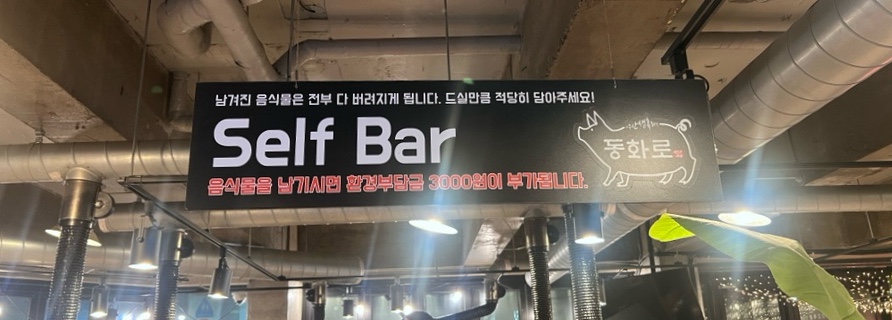 남겨진 음식물은 전부 다 버려지게 됩니다. 드실만큼 적당히 담아주세요!
Self Bar
음식물을 남기시면 환경부담금 3000원이 부가됩니다.
동화로